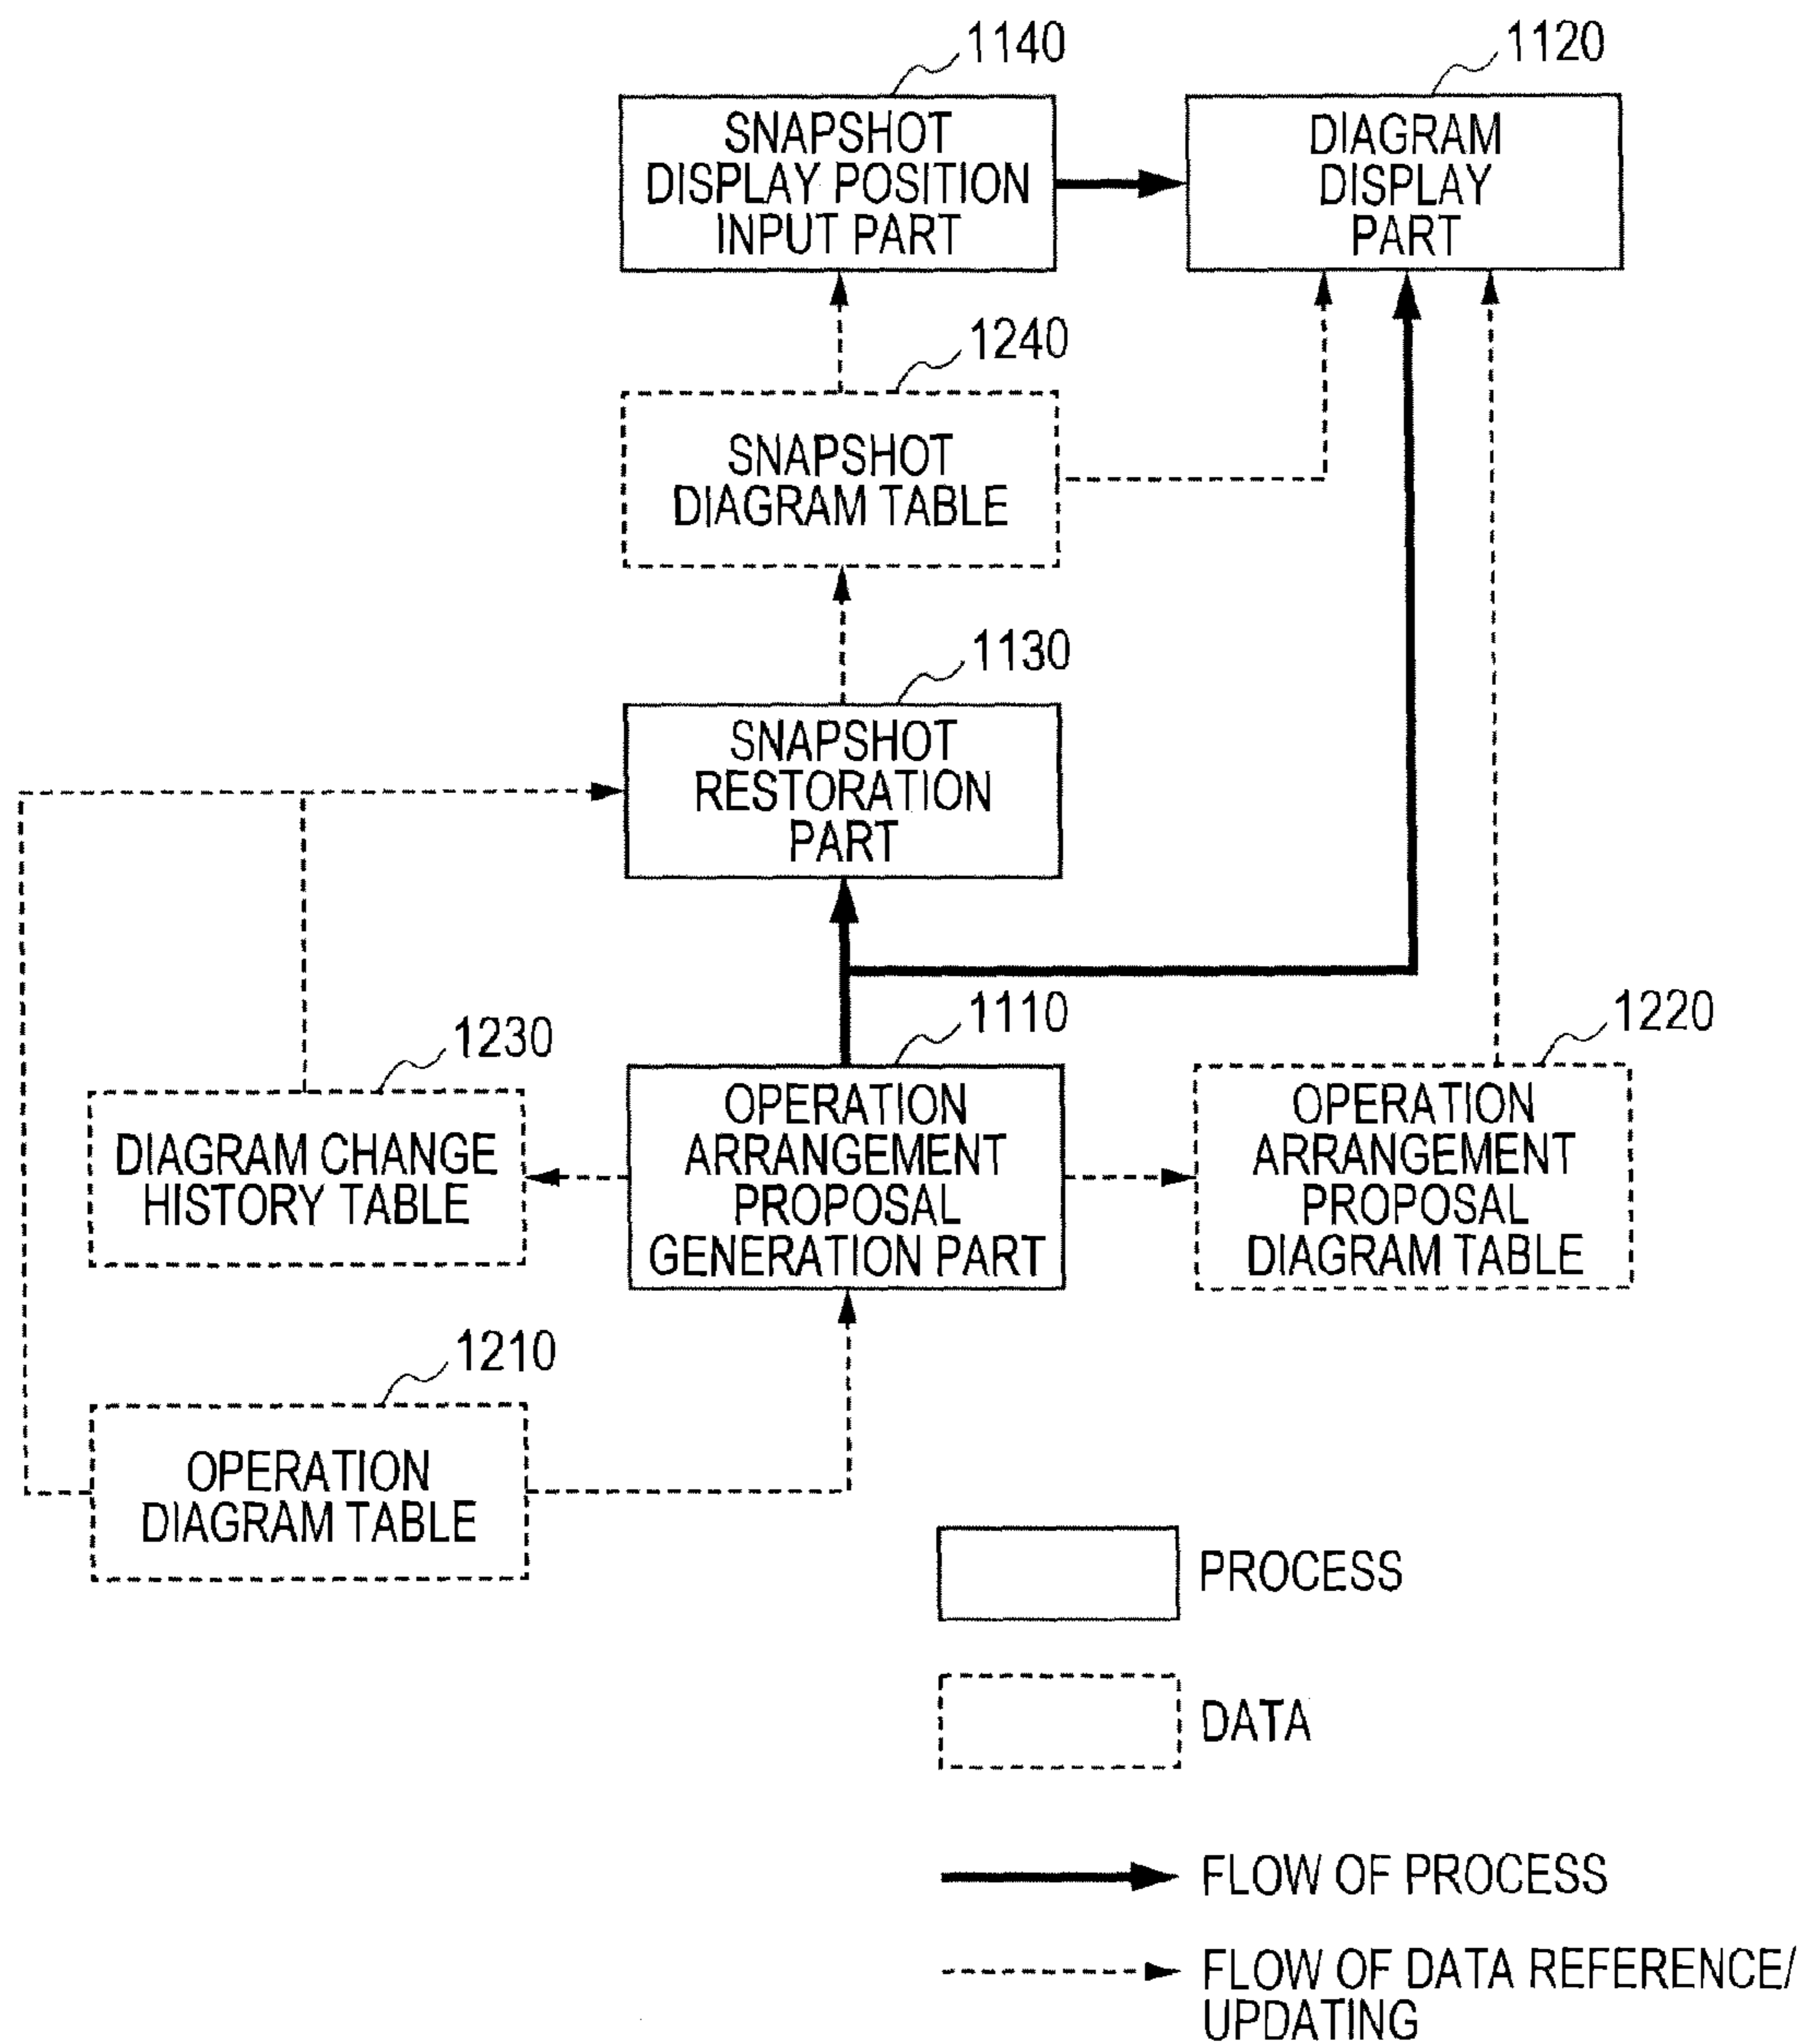 1140
SNAPSHOT
DISPLAY POSITION
INPUT PART
1120
DIAGRAM
DISPLAY
PART
1240
SNAPSHOT
DIAGRAM TABLE
1130
SNAPSHOT
RESTORATION
PART
1230
DIAGRAM CHANGE
HISTORY TABLE
1110
OPERATION
ARRANGEMENT
PROPOSAL
GENERATION PART
1220
OPERATION
ARRANGEMENT
PROPOSAL
DIAGRAM TABLE
1210
OPERATION
DIAGRAM TABLE
PROCESS
DATA
FLOW OF PROCESS
FLOW OF DATA REFERENCE/
UPDATING